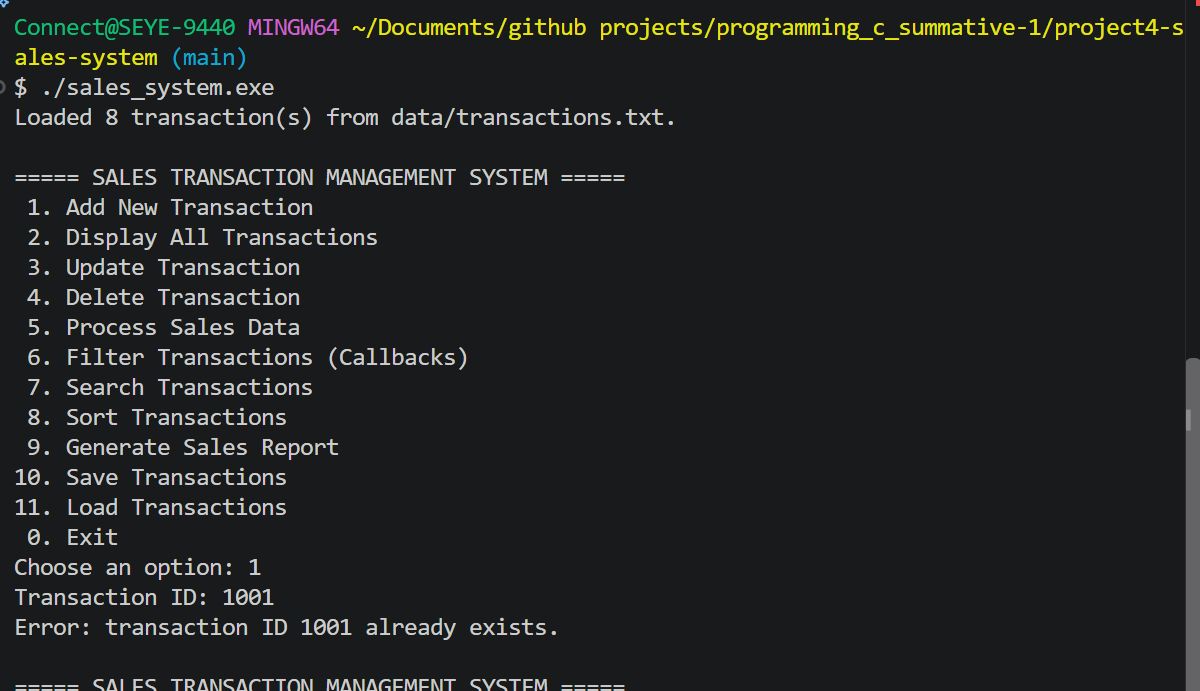 Connect@SEYE-9440 MINGW64 ~/Documents/github projects/programming_c_summative-1/project4-s
ales-system (main)
$ ./sales_system.exe
Loaded 8 transaction(s) from data/transactions.txt.
===== SALES TRANSACTION MANAGEMENT SYSTEM =====
 1. Add New Transaction
 2. Display All Transactions
 3. Update Transaction
 4. Delete Transaction
 5. Process Sales Data
 6. Filter Transactions (Callbacks)
 7. Search Transactions
 8. Sort Transactions
 9. Generate Sales Report
10. Save Transactions
11. Load Transactions
 0. Exit
Choose an option: 1
Transaction ID: 1001
Error: transaction ID 1001 already exists.
===== SALES TRANSACTION MANAGEMENT SYSTEM =====